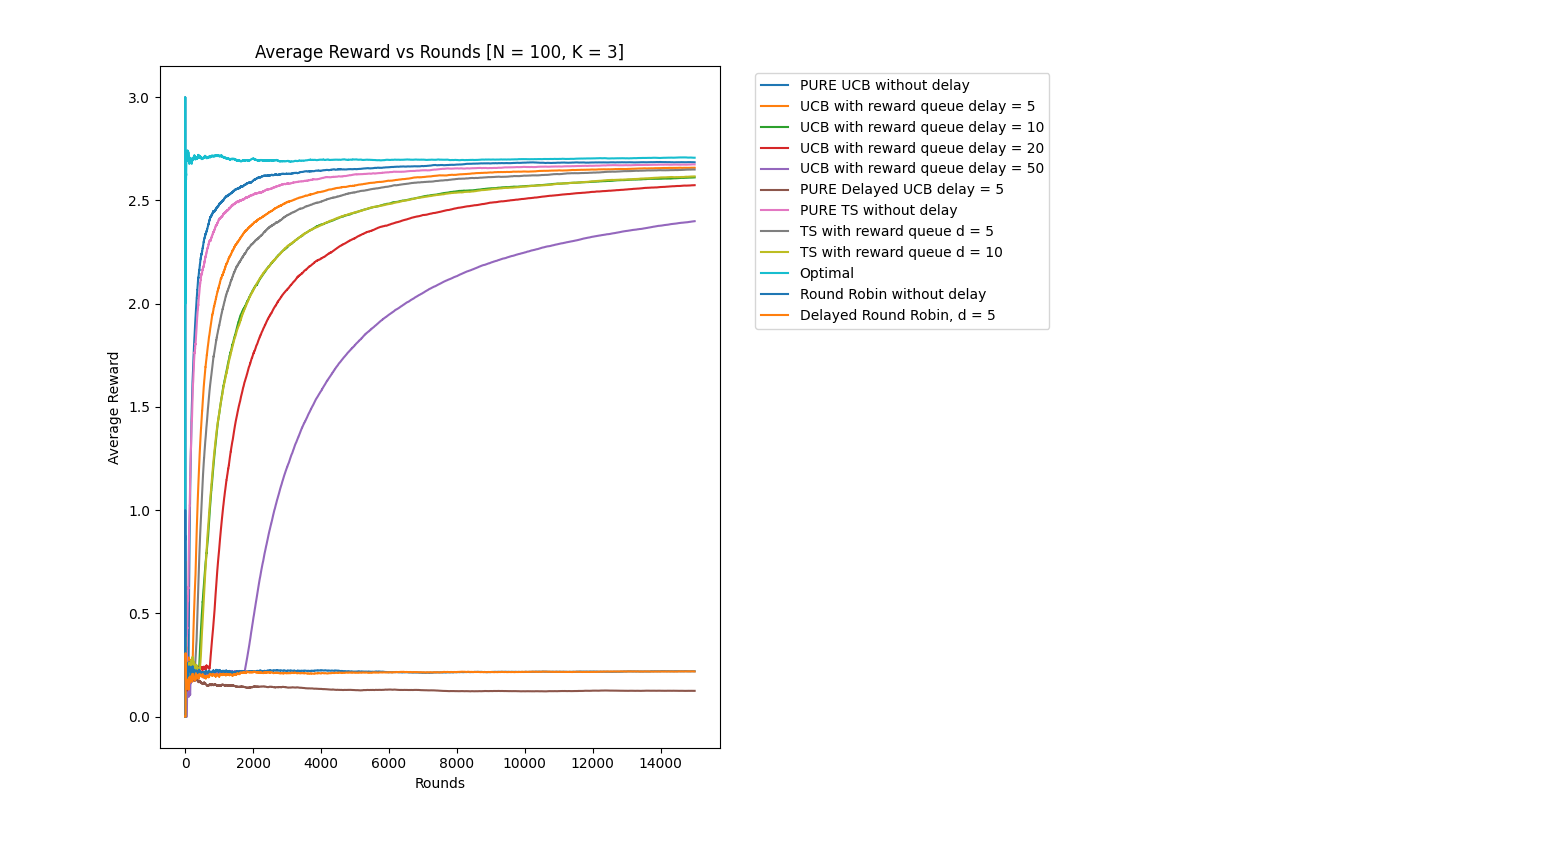 Average Reward vs Rounds [N = 100, K = 3]
3.0
2.5
2.0
1.5
1.0
0.5
0.0
Average Reward
0 2000 4000 6000 8000 10000 12000 14000
Rounds
PURE UCB without delay
UCB with reward queue delay = 5
UCB with reward queue delay = 10
UCB with reward queue delay = 20
UCB with reward queue delay = 50
PURE Delayed UCB delay = 5
PURE TS without delay
TS with reward queue d = 5
TS with reward queue d = 10
Optimal
Round Robin without delay
Delayed Round Robin, d = 5